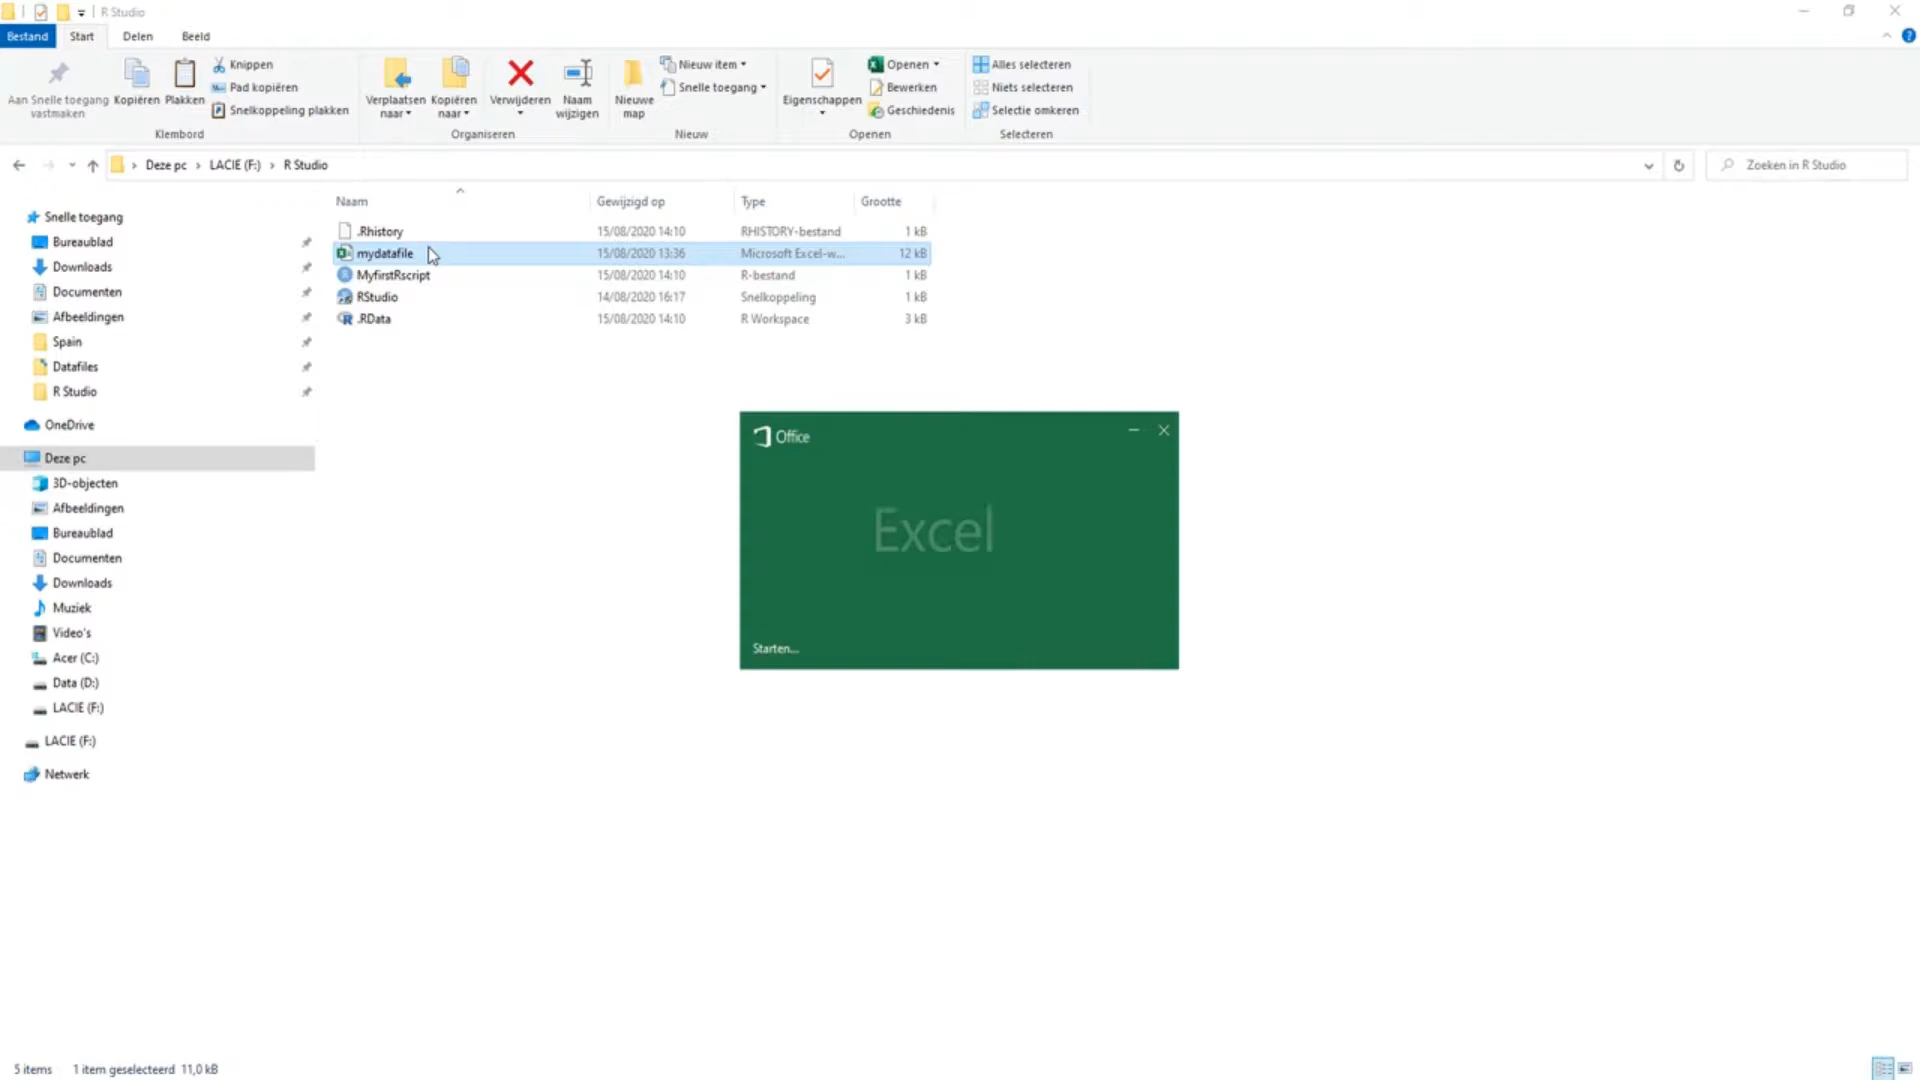 R Studio
Bestand Start Delen Beeld
Aan Snelle toegang vastmaken
Kopiëren
Plakken
Knippen
Pad kopiëren
Snelkoppeling plakken
Klembord
Verplaatsen naar
Kopiëren naar
Verwijderen
Naam wijzigen
Organiseren
Nieuwe map
Nieuw item
Snelle toegang
Nieuw
Eigenschappen
Openen
Bewerken
Geschiedenis
Openen
Alles selecteren
Niets selecteren
Selectie omkeren
Selecteren
Deze pc > LACIE (F:) > R Studio
Zoeken in R Studio
Snelle toegang
Bureaublad
Downloads
Documenten
Afbeeldingen
Spain
Datafiles
R Studio
OneDrive
Deze pc
3D-objecten
Afbeeldingen
Bureaublad
Documenten
Downloads
Muziek
Video's
Acer (C:)
Data (D:)
LACIE (F:)
LACIE (F:)
Netwerk
Naam Gewijzigd op Type Grootte
.Rhistory 15/08/2020 14:10 RHISTORY-bestand 1 kB
mydatafile 15/08/2020 13:36 Microsoft Excel-w... 12 kB
MyfirstRscript 15/08/2020 14:10 R-bestand 1 kB
RStudio 14/08/2020 16:17 Snelkoppeling 1 kB
.RData 15/08/2020 14:10 R Workspace 3 kB
Office
Excel
Starten...
5 items 1 item geselecteerd 11,0 kB